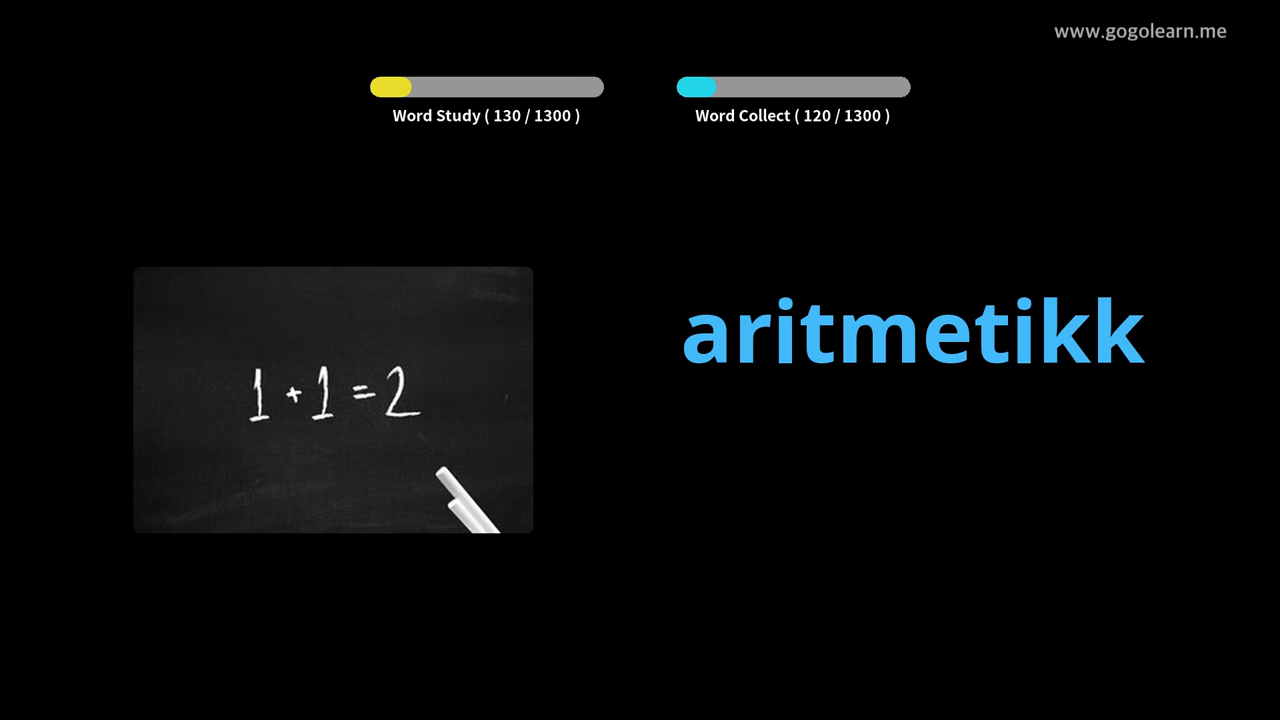 www.gogolearn.me
Word Study ( 130 / 1300 )
Word Collect ( 120 / 1300 )
aritmetikk
1 + 1 = 2